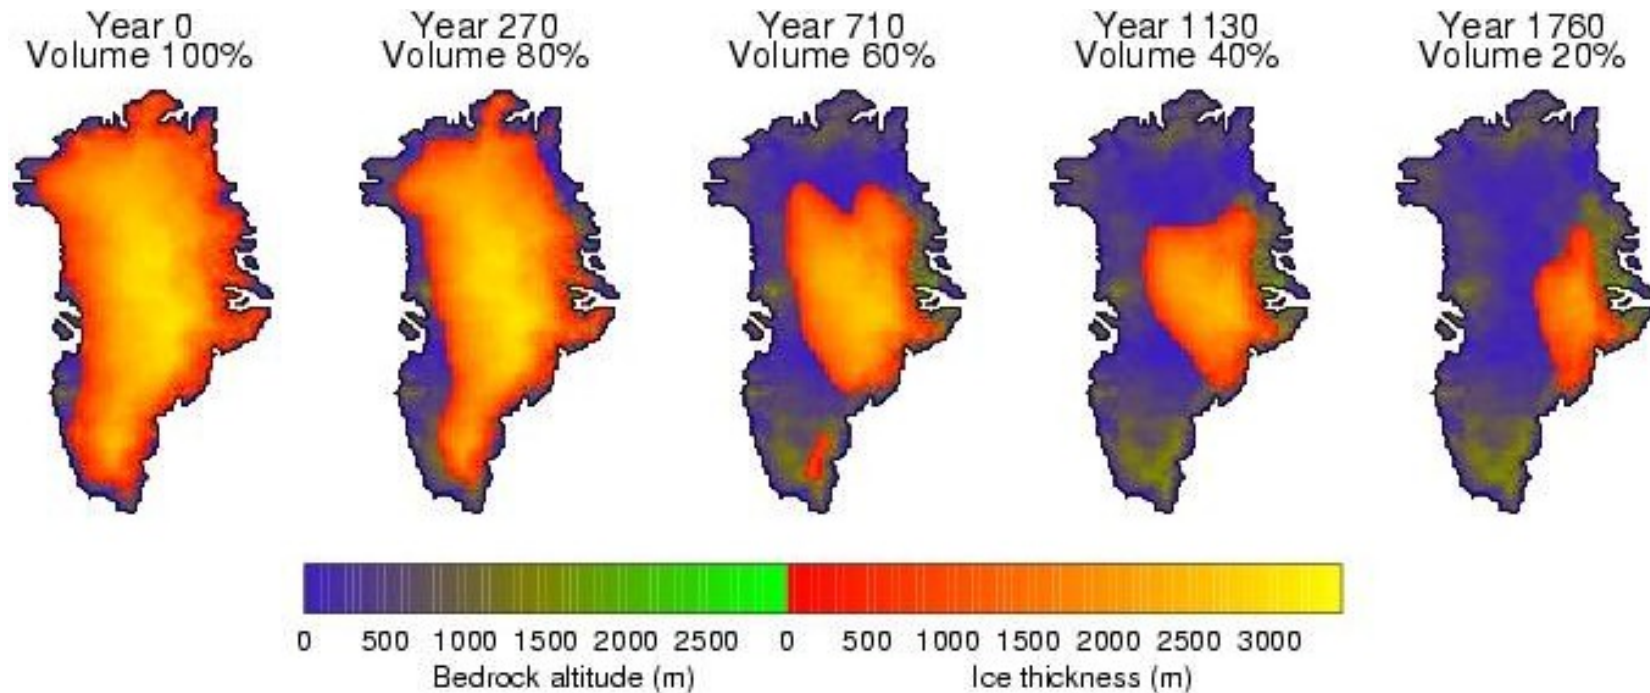 Year 0
Volume 100%
Year 270
Volume 80%
Year 710
Volume 60%
Year 1130
Volume 40%
Year 1760
Volume 20%
0 500 1000 1500 2000 2500 0 500 1000 1500 2000 2500 3000
Bedrock altitude (m)
Ice thickness (m)